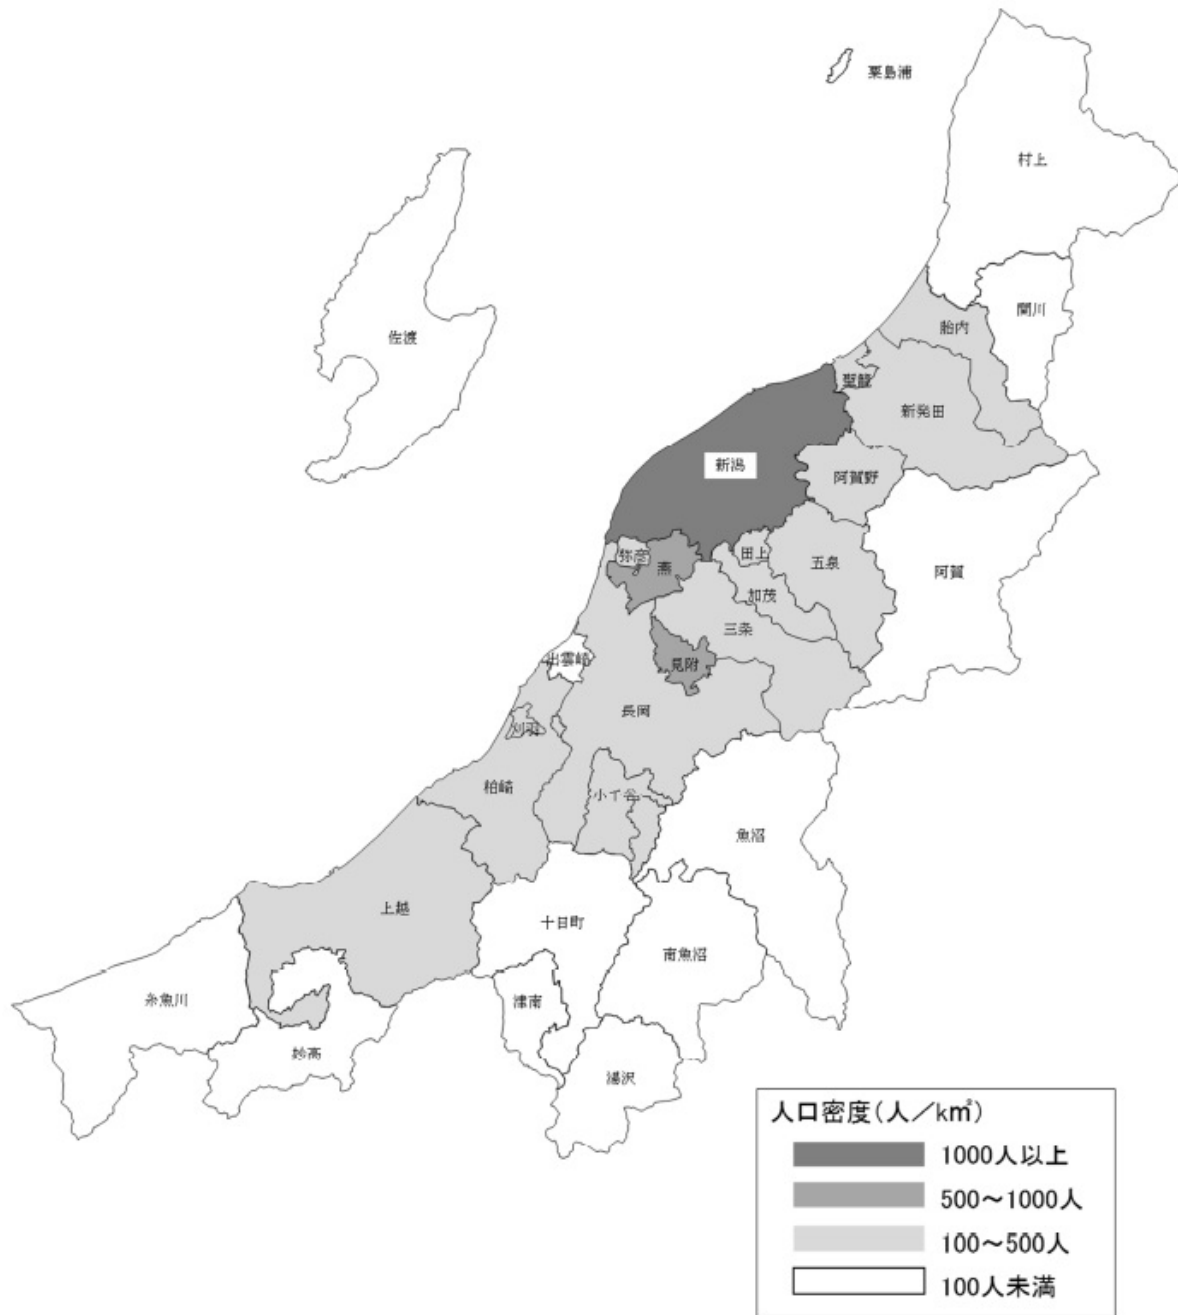 粟島浦
村上
関川
胎内
佐渡
聖籠
新発田
新潟
阿賀野
弥彦
燕
田上
五泉
阿賀
加茂
三条
出雲崎
見附
長岡
刈羽
柏崎
小千谷
魚沼
上越
十日町
南魚沼
糸魚川
津南
妙高
湯沢
人口密度(人／k㎡)
1000人以上
500～1000人
100～500人
100人未満